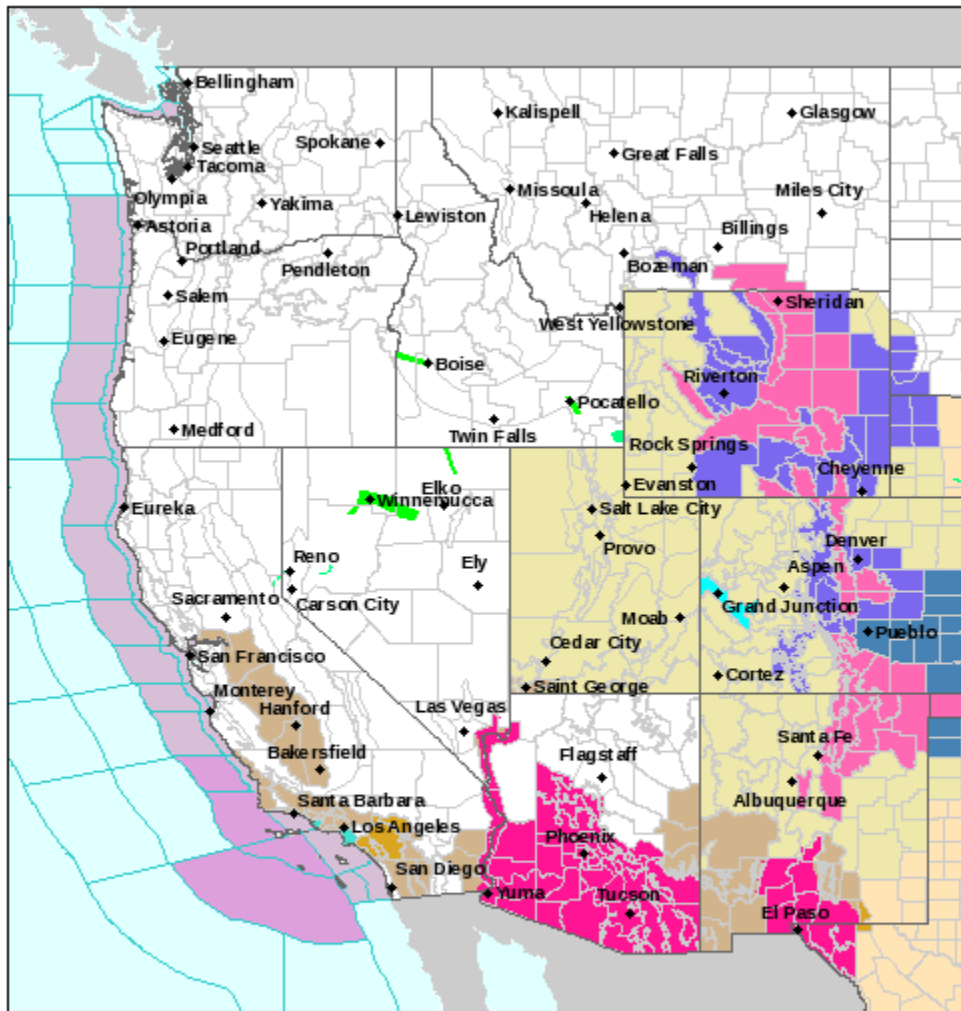 Bellingham
Kalispell
Glasgow
Seattle
Spokane
Great Falls
Tacoma
Missoula
Miles City
Olympia
Yakima
Lewiston
Helena
Astoria
Billings
Portland
Pendleton
Bozeman
Salem
Sheridan
West Yellowstone
Eugene
Boise
Riverton
Pocatello
Medford
Twin Falls
Rock Springs
Cheyenne
Elko
Evanston
Winnemucca
Eureka
Salt Lake City
Provo
Denver
Reno
Ely
Aspen
Sacramento
Carson City
Grand Junction
Moab
Pueblo
San Francisco
Cedar City
Cortez
Saint George
Monterey
Hanford
Las Vegas
Santa Fe
Bakersfield
Flagstaff
Albuquerque
Santa Barbara
Los Angeles
Phoenix
San Diego
Yuma
Tucson
El Paso